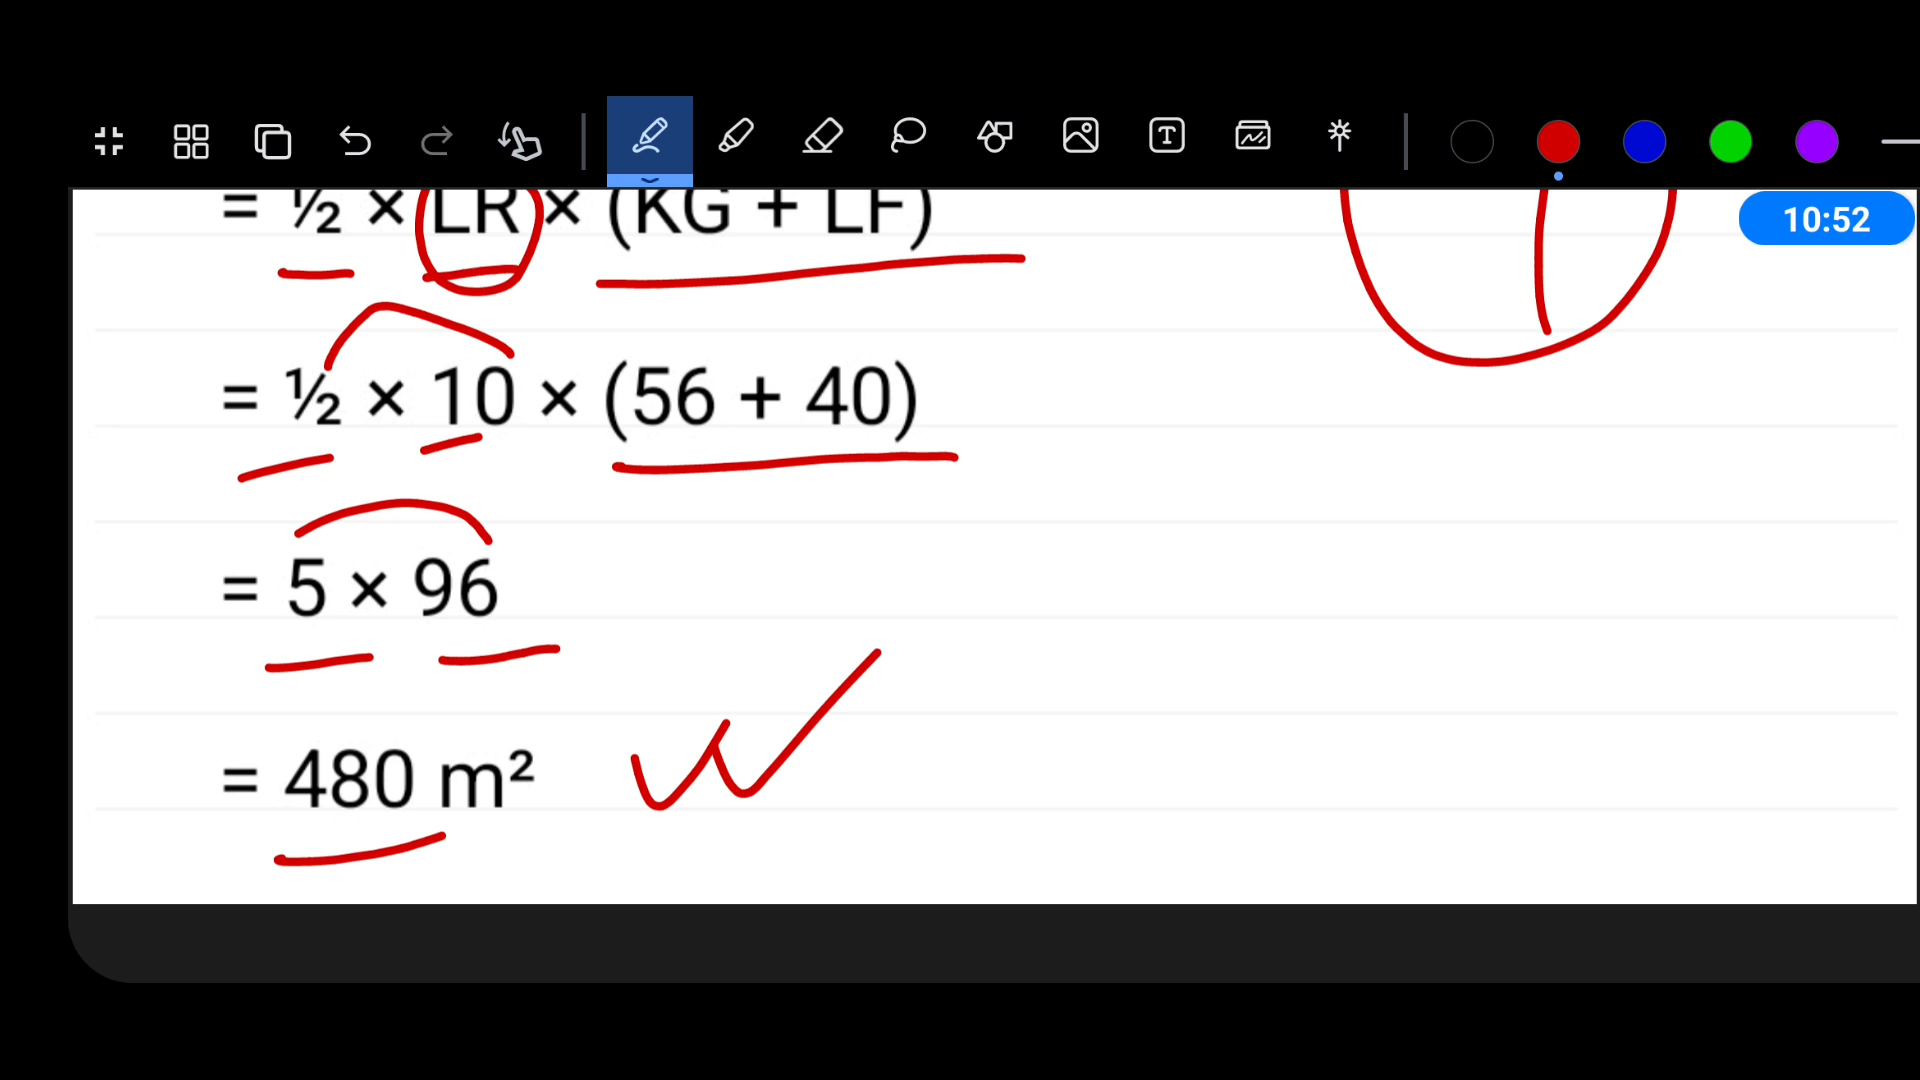 = ½ × LR × (KG + LF)
10:52
= ½ × 10 × (56 + 40)
= 5 × 96
= 480 m²